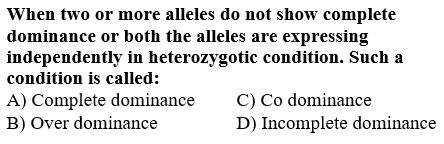 When two or more alleles do not show complete
dominance or both the alleles are expressing
independently in heterozygotic condition. Such a
condition is called:
A) Complete dominance C) Co dominance
B) Over dominance D) Incomplete dominance